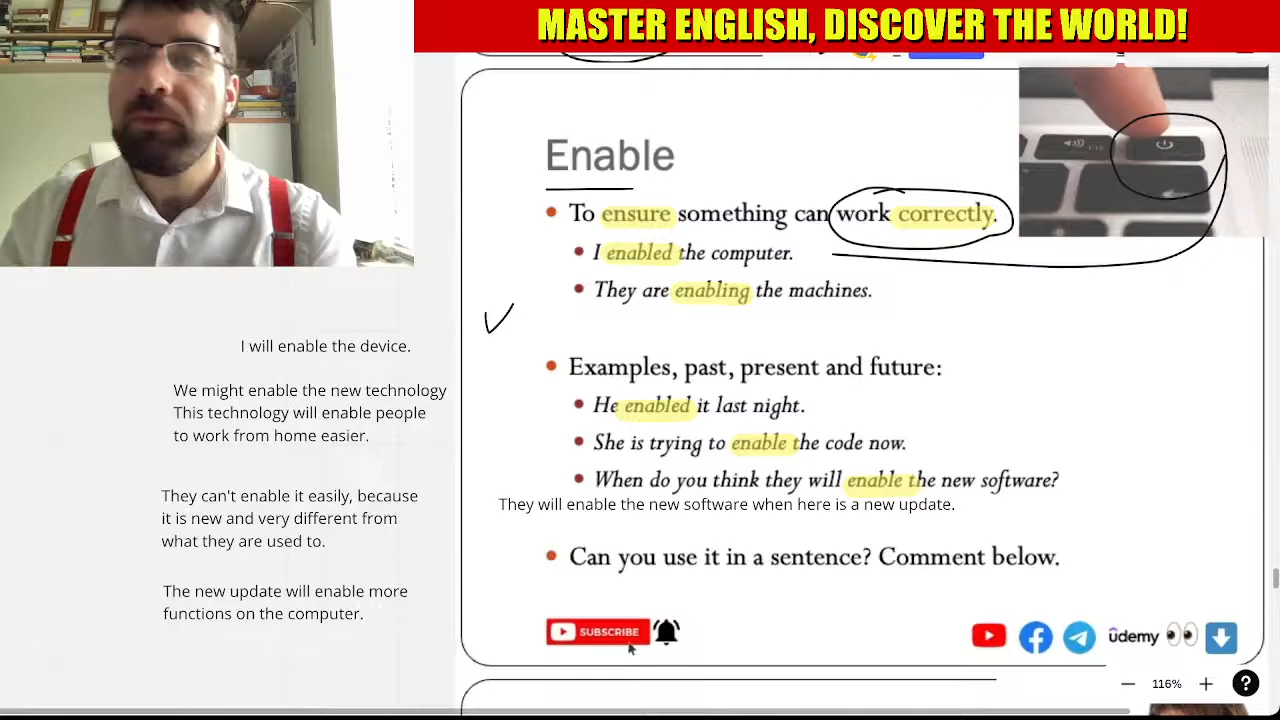 MASTER ENGLISH, DISCOVER THE WORLD!
Enable
To ensure something can work correctly.
I enabled the computer.
They are enabling the machines.
I will enable the device.
We might enable the new technology
This technology will enable people
to work from home easier.
Examples, past, present and future:
He enabled it last night.
She is trying to enable the code now.
When do you think they will enable the new software?
They will enable the new software when here is a new update.
They can't enable it easily, because
it is new and very different from
what they are used to.
The new update will enable more
functions on the computer.
Can you use it in a sentence? Comment below.
SUBSCRIBE
udemy
116%